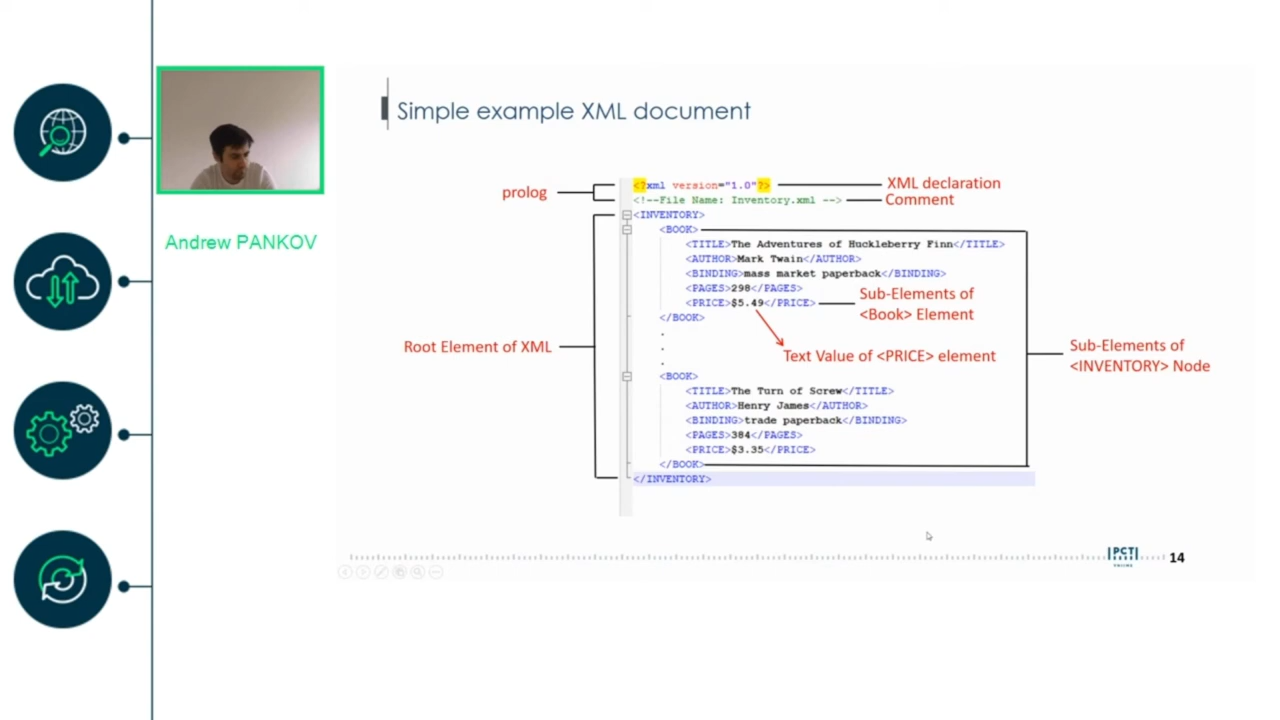 Simple example XML document
Andrew PANKOV
prolog
XML declaration
Comment
<?xml version="1.0"?>
<!--File Name: Inventory.xml -->
<INVENTORY>
<BOOK>
<TITLE>The Adventures of Huckleberry Finn</TITLE>
<AUTHOR>Mark Twain</AUTHOR>
<BINDING>mass market paperback</BINDING>
<PAGES>298</PAGES>
<PRICE>$5.49</PRICE>
</BOOK>
.
.
.
<BOOK>
<TITLE>The Turn of Screw</TITLE>
<AUTHOR>Henry James</AUTHOR>
<BINDING>trade paperback</BINDING>
<PAGES>384</PAGES>
<PRICE>$3.35</PRICE>
</BOOK>
</INVENTORY>
Sub-Elements of
<Book> Element
Text Value of <PRICE> element
Root Element of XML
Sub-Elements of
<INVENTORY> Node
PCT
14